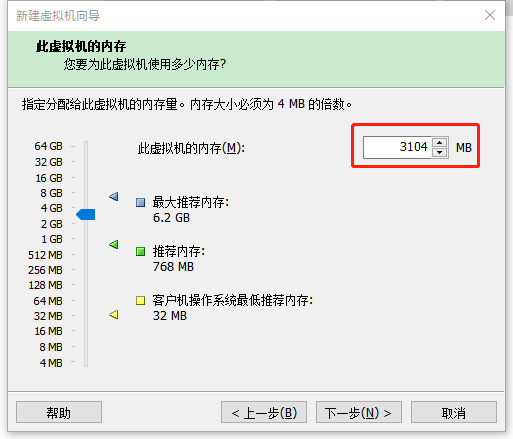 新建虚拟机向导
此虚拟机的内存
您要为此虚拟机使用多少内存?
指定分配给此虚拟机的内存量。内存大小必须为 4 MB 的倍数。
此虚拟机的内存(M):
3104 MB
64 GB
32 GB
16 GB
8 GB
4 GB
2 GB
1 GB
512 MB
256 MB
128 MB
64 MB
32 MB
16 MB
8 MB
4 MB
最大推荐内存:
6.2 GB
推荐内存:
768 MB
客户机操作系统最低推荐内存:
32 MB
帮助
< 上一步(B)
下一步(N) >
取消